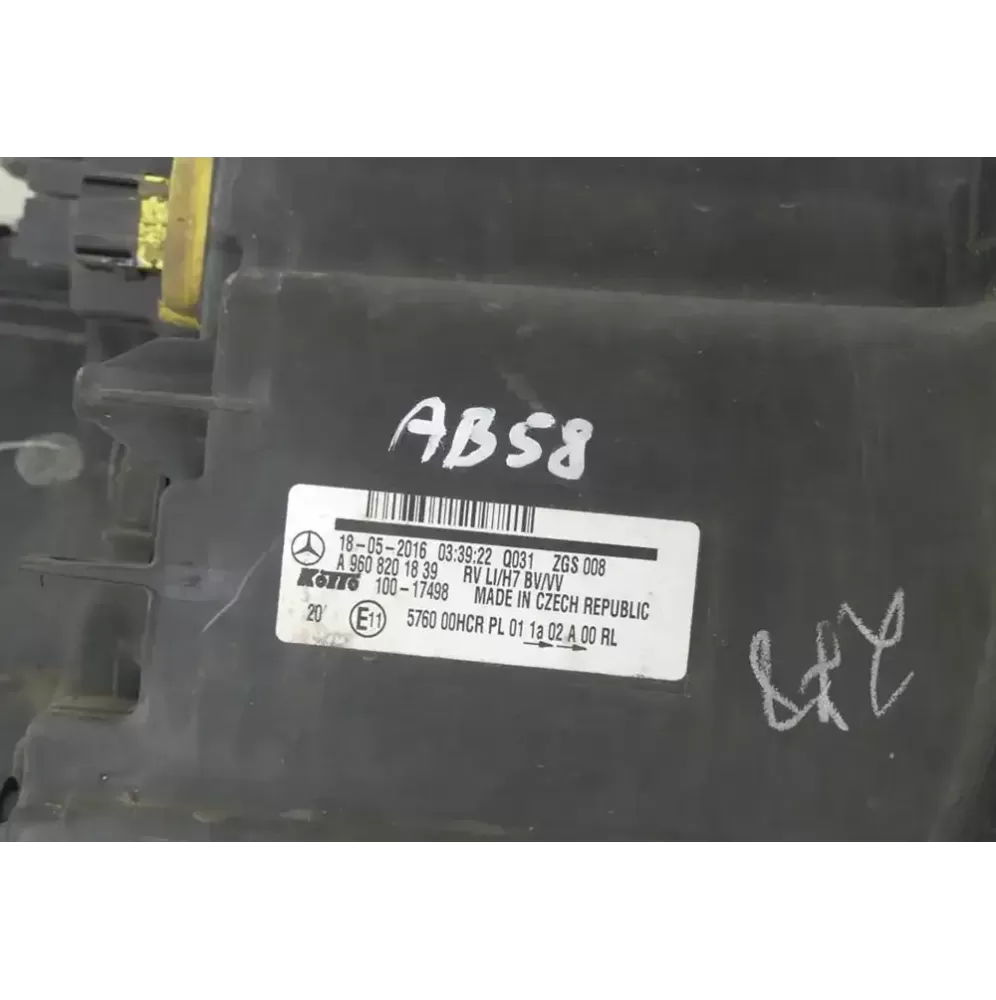 AB58
18-05-2016 03:39:22 Q031 ZGS 008
A 960 820 18 39 RV LI/H7 BV/VV
100-17498 MADE IN CZECH REPUBLIC
20' E11 5760 00HCR PL 01 1a 02 A 00 RL